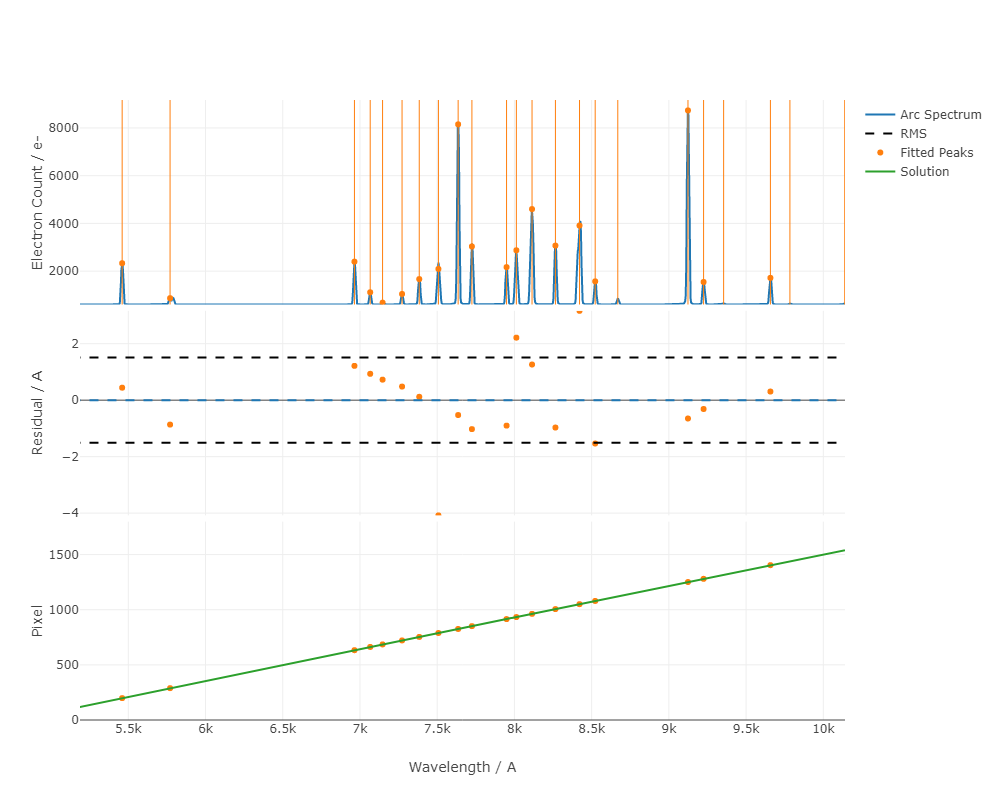 Electron Count / e-
8000
6000
4000
2000
Arc Spectrum
RMS
Fitted Peaks
Solution
Residual / A
2
0
−2
−4
Pixel
1500
1000
500
0
5.5k 6k 6.5k 7k 7.5k 8k 8.5k 9k 9.5k 10k
Wavelength / A